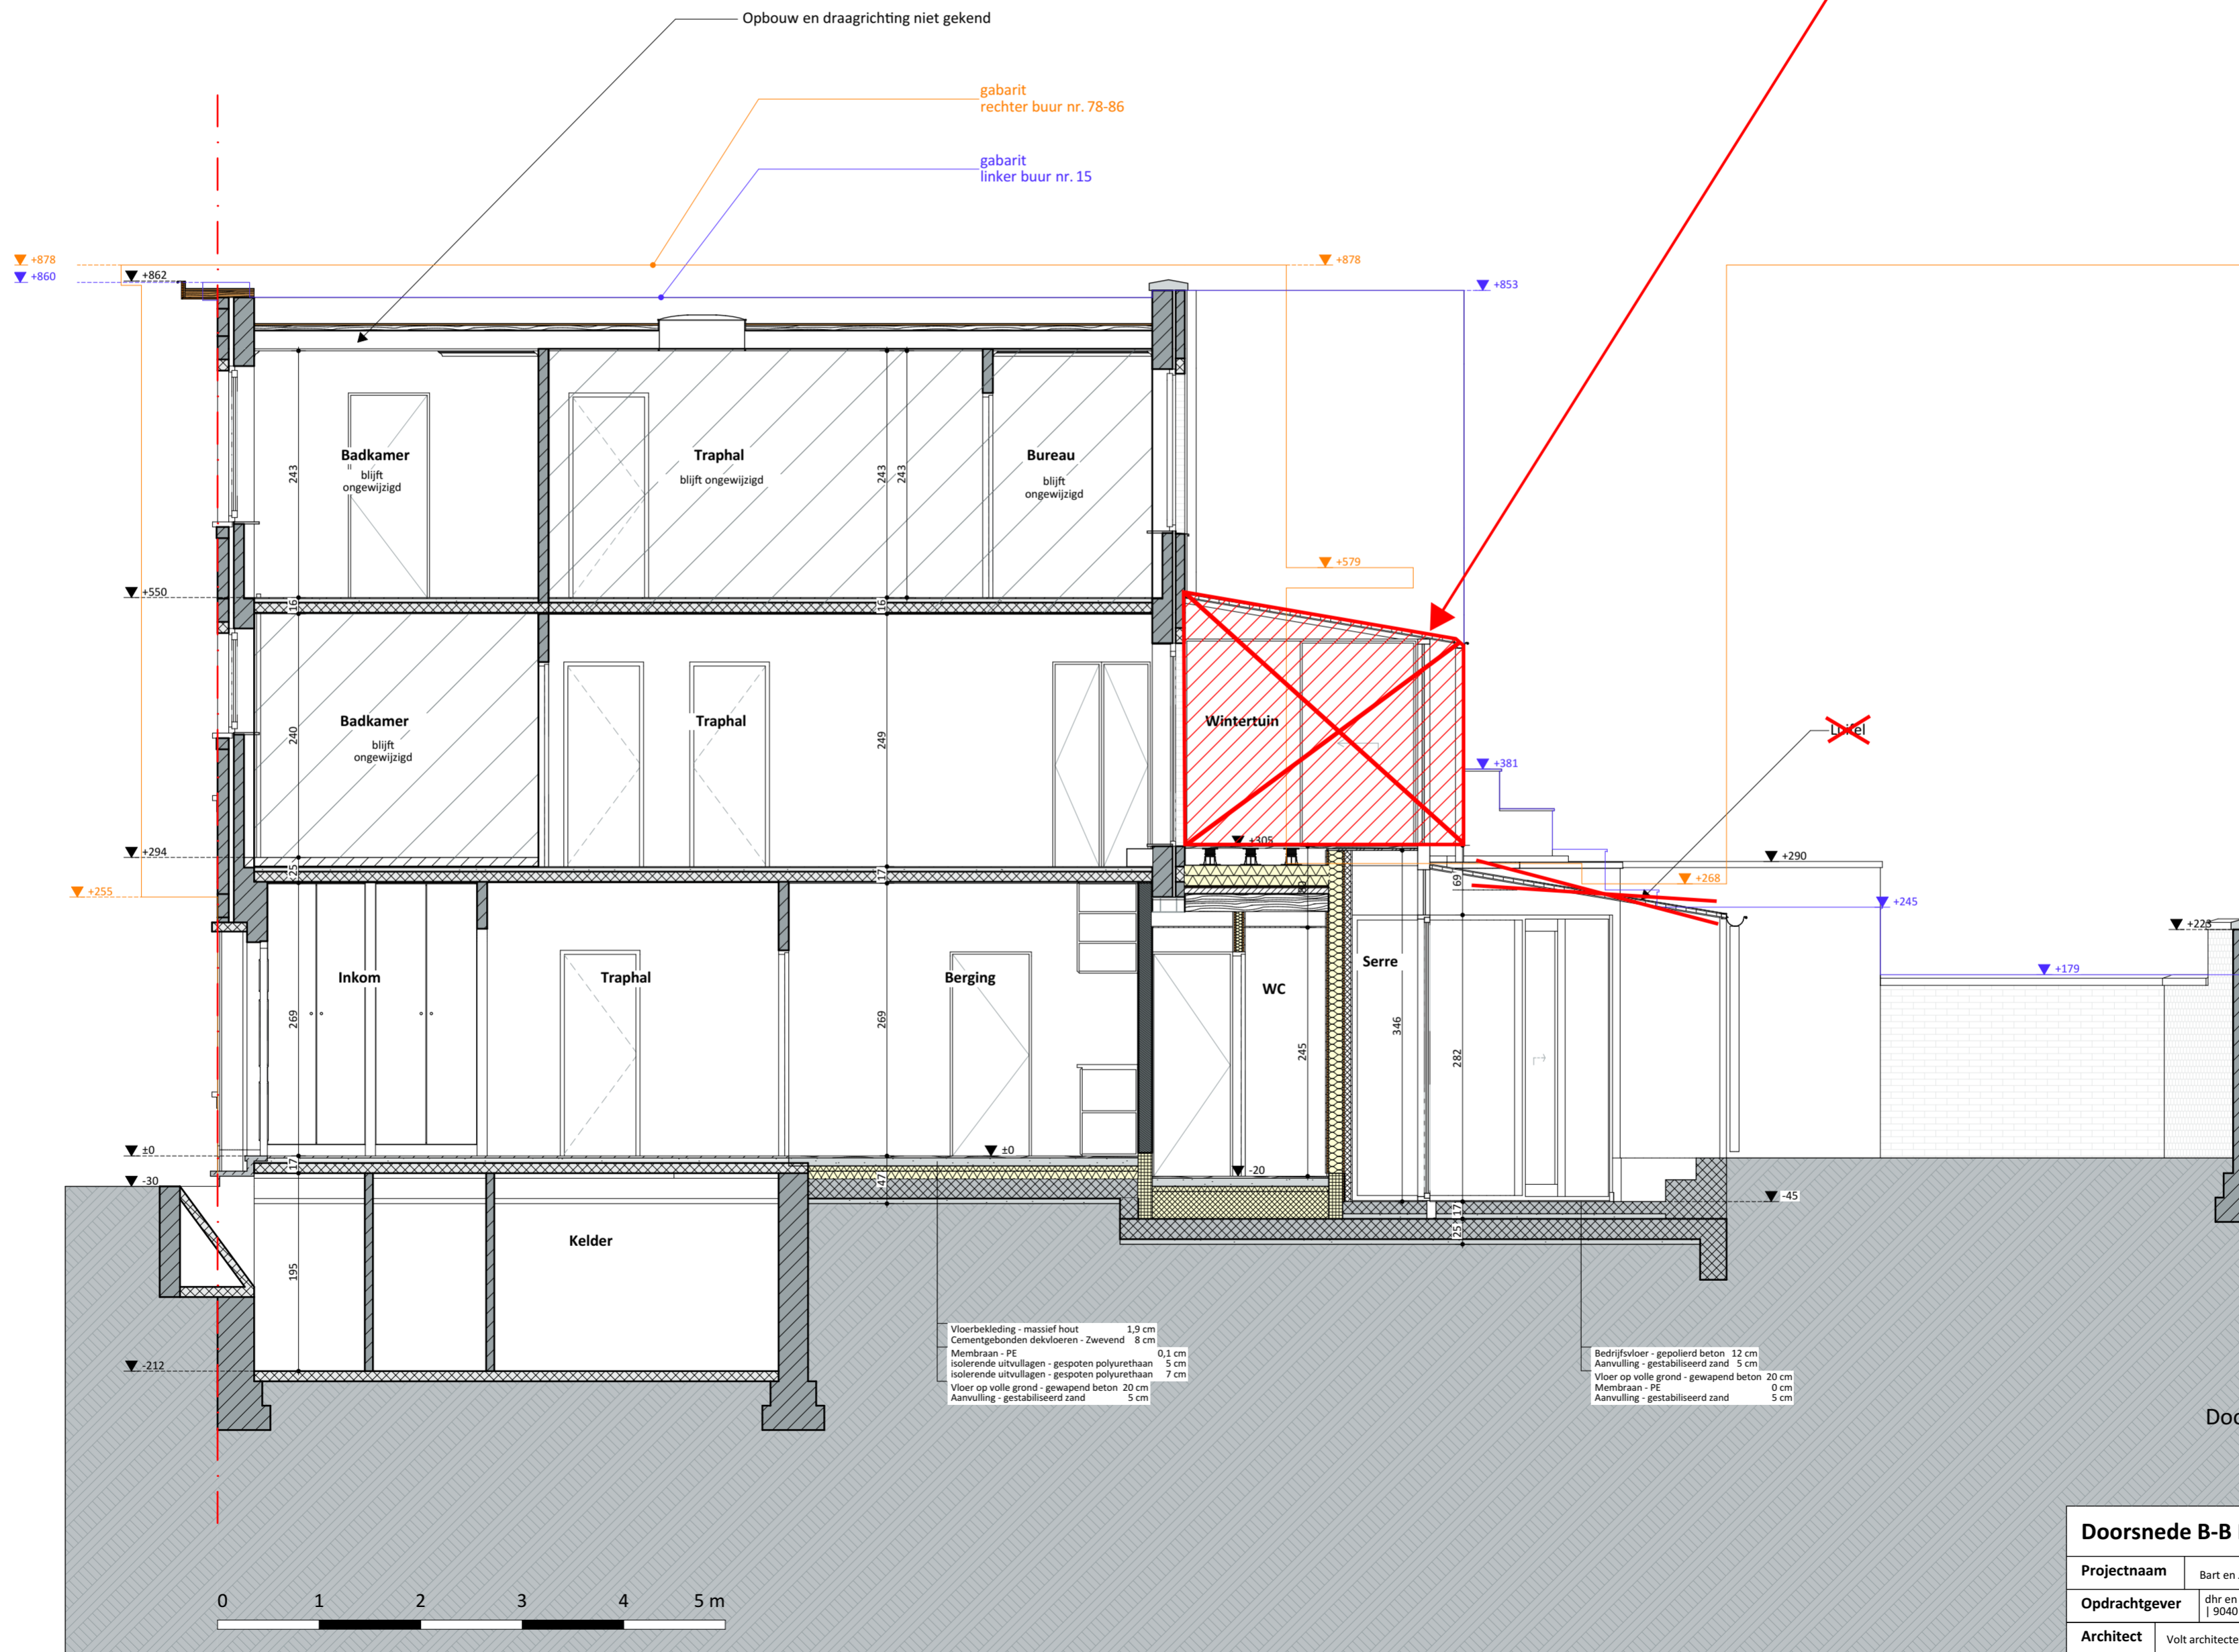 Opbouw en draagrichting niet gekend
gabarit
rechter buur nr. 78-86
gabarit
linker buur nr. 15
+878
+860
+862
+878
+853
Badkamer
blijft
ongewijzigd
243
Traphal
blijft ongewijzigd
243
243
Bureau
blijft
ongewijzigd
+579
+550
16
16
Badkamer
blijft
ongewijzigd
240
Traphal
249
Wintertuin
+381
+305
+294
25
17
+290
+255
69
+268
+245
+223
+179
Inkom
269
Traphal
269
Berging
WC
245
Serre
346
282
±0
±0
17
-20
-30
47
-45
17
25
Kelder
195
-212
Vloerbekleding - massief hout 1,9 cm
Cementgebonden dekvloeren - Zwevend 8 cm
Membraan - PE 0,1 cm
isolerende uitvullagen - gespoten polyurethaan 5 cm
isolerende uitvullagen - gespoten polyurethaan 7 cm
Vloer op volle grond - gewapend beton 20 cm
Aanvulling - gestabiliseerd zand 5 cm
Bedrijfsvloer - gepolierd beton 12 cm
Aanvulling - gestabiliseerd zand 5 cm
Vloer op volle grond - gewapend beton 20 cm
Membraan - PE 0 cm
Aanvulling - gestabiliseerd zand 5 cm
Doo
0 1 2 3 4 5 m
Doorsnede B-B
Projectnaam Bart en
Opdrachtgever dhr en
| 9040
Architect Volt architecte